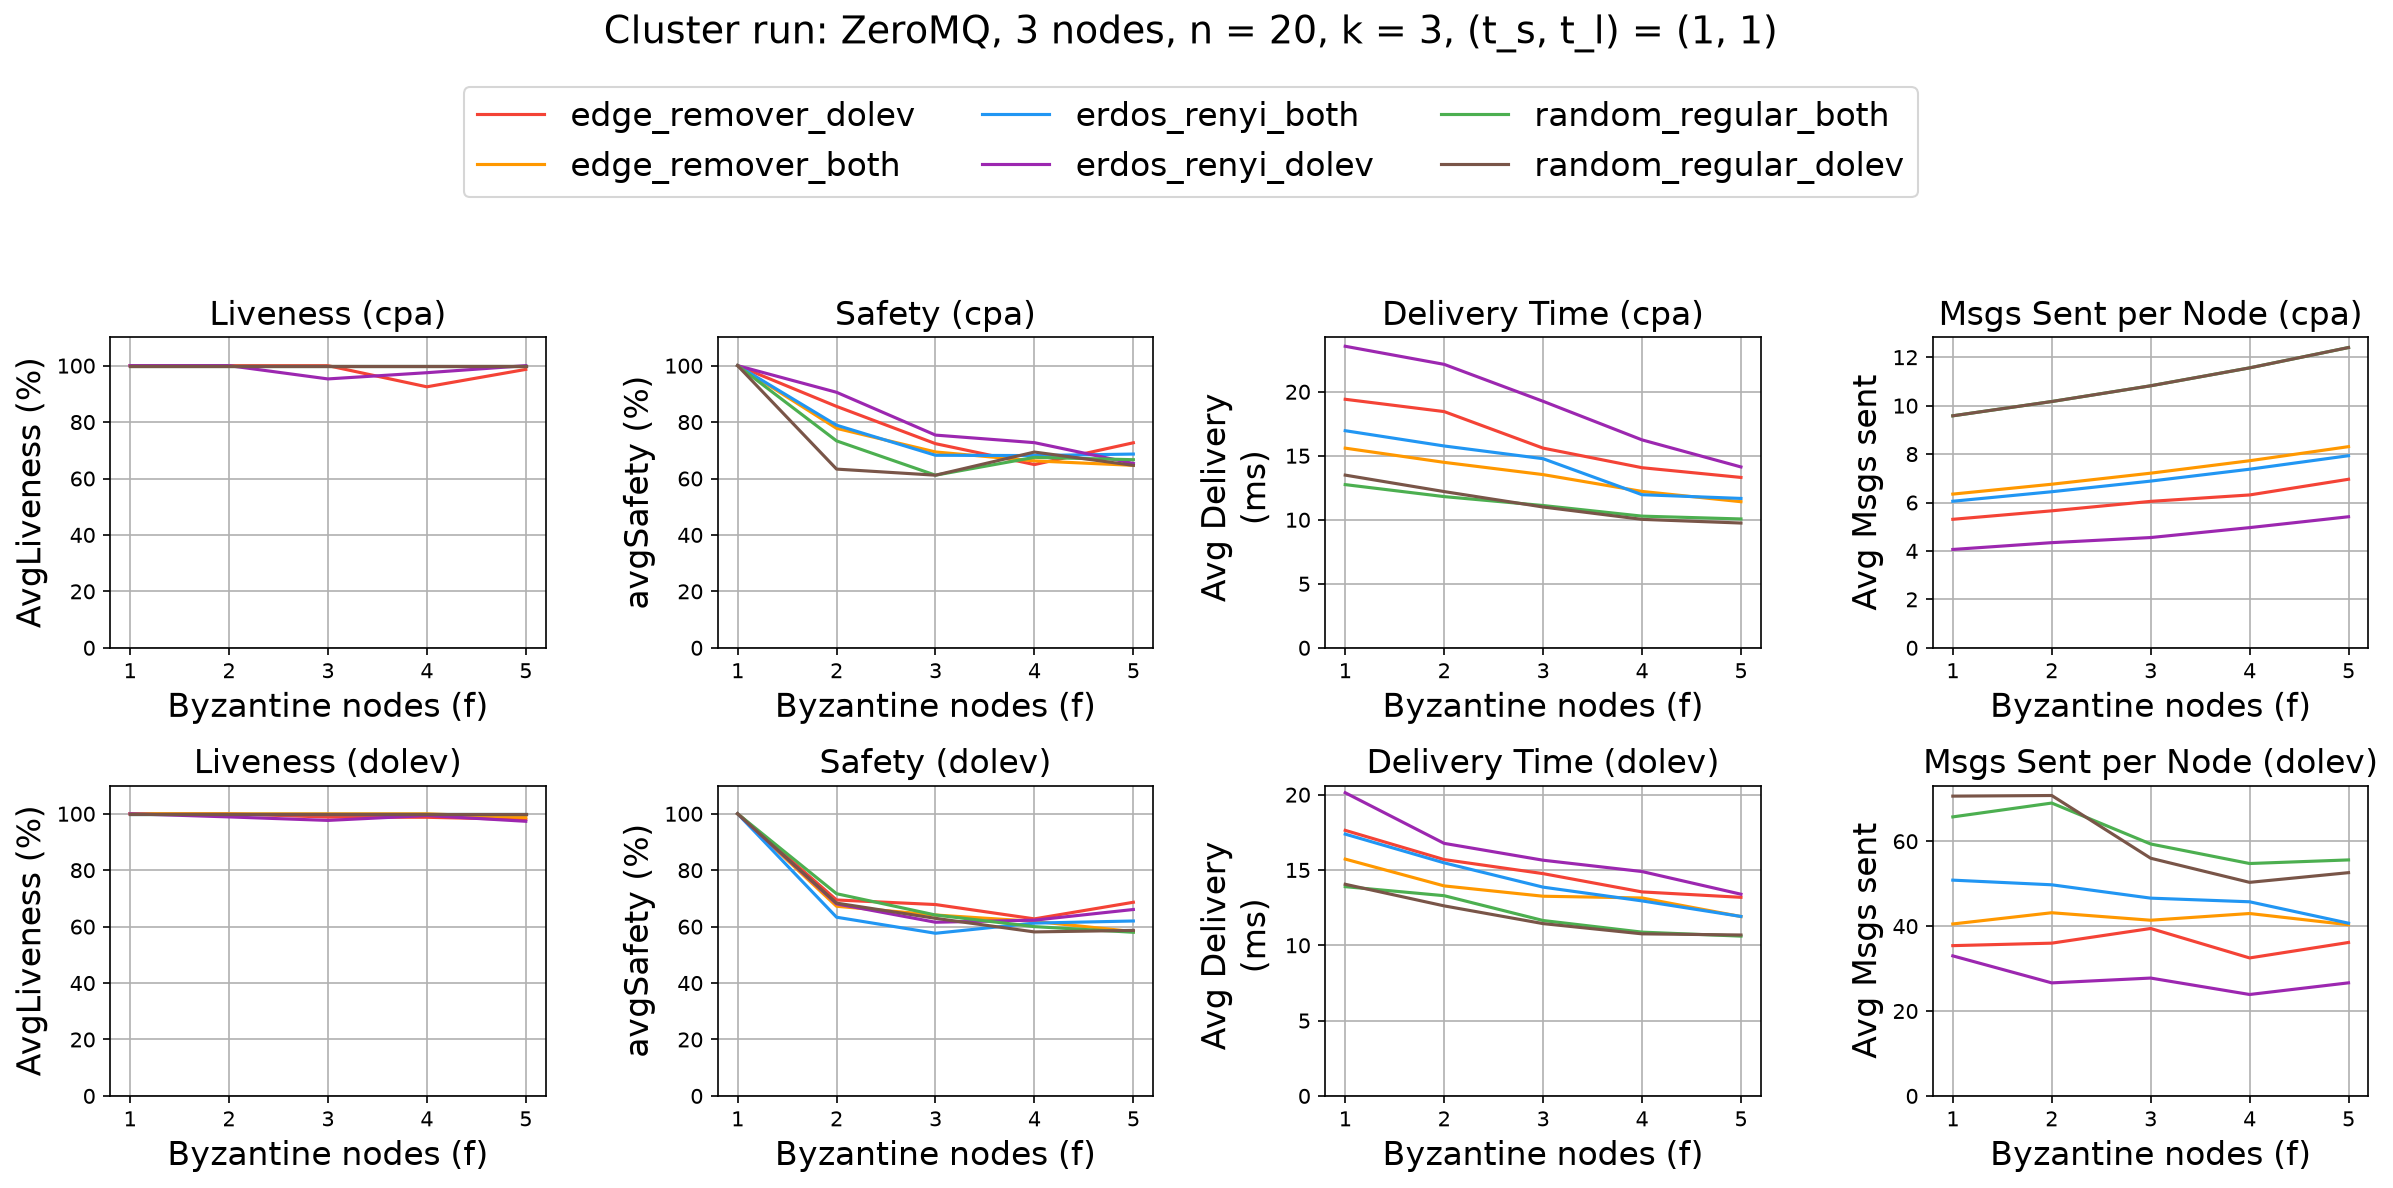 Cluster run: ZeroMQ, 3 nodes, n = 20, k = 3, (t_s, t_l) = (1, 1)
edge_remover_dolev
edge_remover_both
erdos_renyi_both
erdos_renyi_dolev
random_regular_both
random_regular_dolev
Liveness (cpa)
AvgLiveness (%)
100
80
60
40
20
0
1 2 3 4 5
Byzantine nodes (f)
Safety (cpa)
avgSafety (%)
100
80
60
40
20
0
1 2 3 4 5
Byzantine nodes (f)
Delivery Time (cpa)
Avg Delivery
(ms)
20
15
10
5
0
1 2 3 4 5
Byzantine nodes (f)
Msgs Sent per Node (cpa)
Avg Msgs sent
12
10
8
6
4
2
0
1 2 3 4 5
Byzantine nodes (f)
Liveness (dolev)
AvgLiveness (%)
100
80
60
40
20
0
1 2 3 4 5
Byzantine nodes (f)
Safety (dolev)
avgSafety (%)
100
80
60
40
20
0
1 2 3 4 5
Byzantine nodes (f)
Delivery Time (dolev)
Avg Delivery
(ms)
20
15
10
5
0
1 2 3 4 5
Byzantine nodes (f)
Msgs Sent per Node (dolev)
Avg Msgs sent
60
40
20
0
1 2 3 4 5
Byzantine nodes (f)